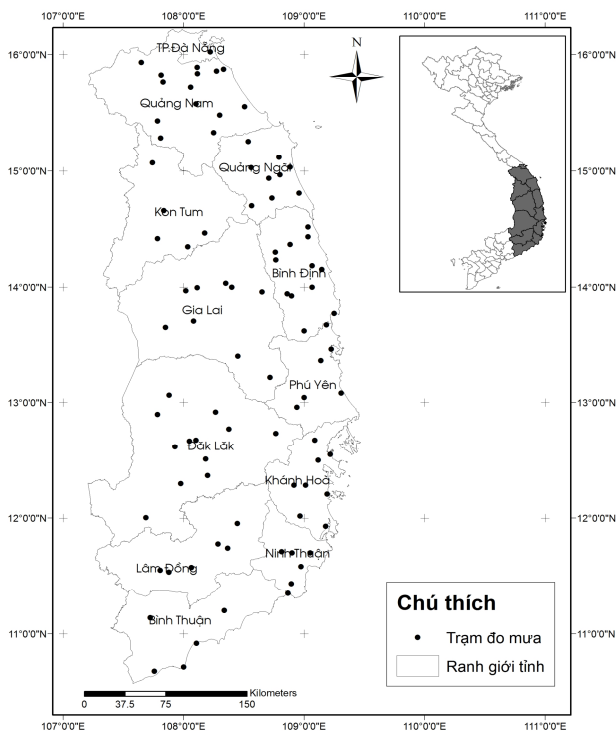 107°0'0"E 108°0'0"E 109°0'0"E 110°0'0"E 111°0'0"E
16°0'0"N 16°0'0"N
15°0'0"N 15°0'0"N
14°0'0"N 14°0'0"N
13°0'0"N 13°0'0"N
12°0'0"N 12°0'0"N
11°0'0"N 11°0'0"N
N
TP.Đà Nẵng
Quảng Nam
Quảng Ngãi
Kon Tum
Bình Định
Gia Lai
Phú Yên
Đăk Lăk
Khánh Hoà
Ninh Thuận
Lâm Đồng
Bình Thuận
Chú thích
Trạm đo mưa
Ranh giới tỉnh
Kilometers
0 37.5 75 150
107°0'0"E 108°0'0"E 109°0'0"E 110°0'0"E 111°0'0"E